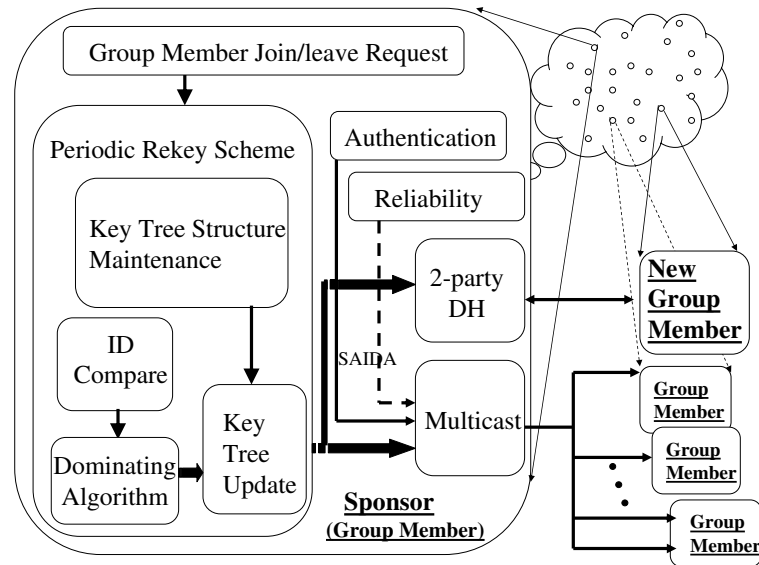 Group Member Join/leave Request
Periodic Rekey Scheme
Authentication
Reliability
Key Tree Structure
Maintenance
2-party
DH
New
Group
Member
ID
Compare
SAIDA
Key
Tree
Update
Multicast
Dominating
Algorithm
Sponsor
(Group Member)
Group
Member
Group
Member
Group
Member